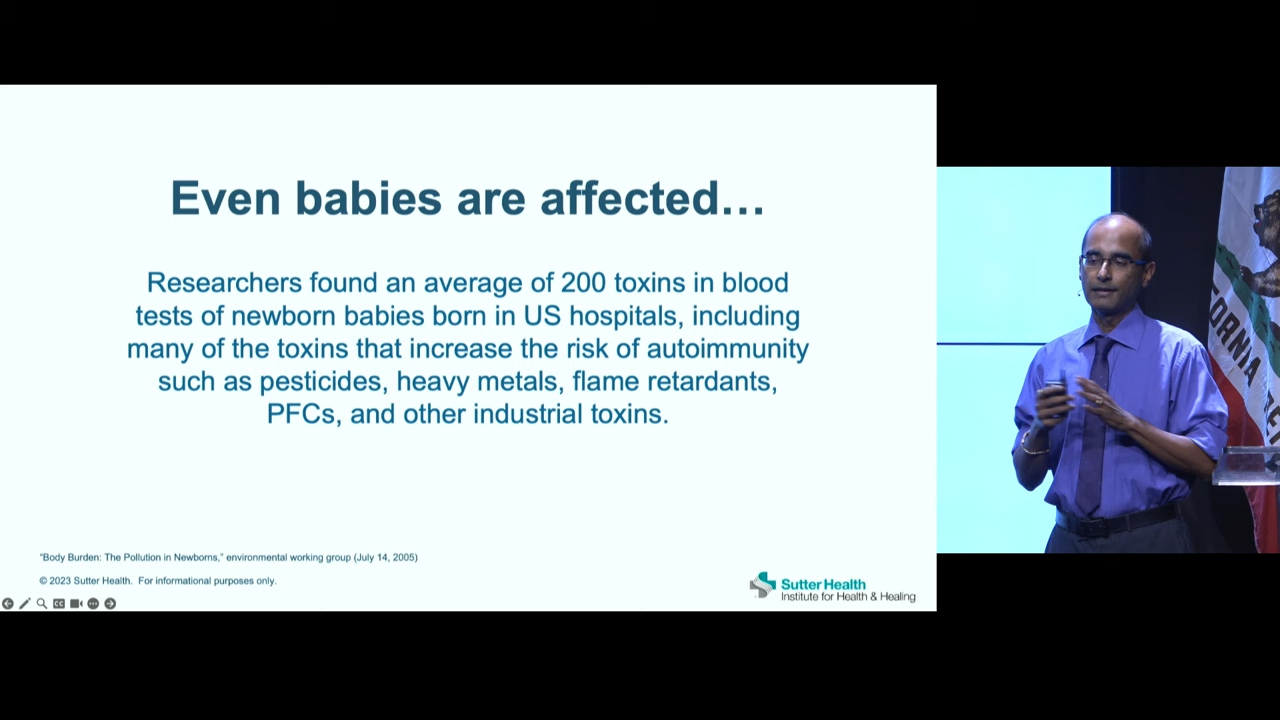 Even babies are affected…
Researchers found an average of 200 toxins in blood
tests of newborn babies born in US hospitals, including
many of the toxins that increase the risk of autoimmunity
such as pesticides, heavy metals, flame retardants,
PFCs, and other industrial toxins.
"Body Burden: The Pollution in Newborns," environmental working group (July 14, 2005)
© 2023 Sutter Health. For informational purposes only.
Sutter Health
Institute for Health & Healing